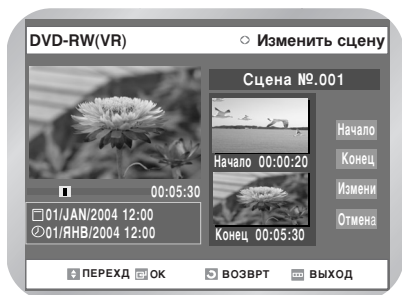 DVD-RW(VR)
Изменить сцену
Сцена №.001
Начало 00:00:20
Конец 00:05:30
Начало
Конец
Измени
Отмена
00:05:30
01/JAN/2004 12:00
01/ЯНВ/2004 12:00
ПЕРЕХД OK ВОЗВРТ ВЫХОД